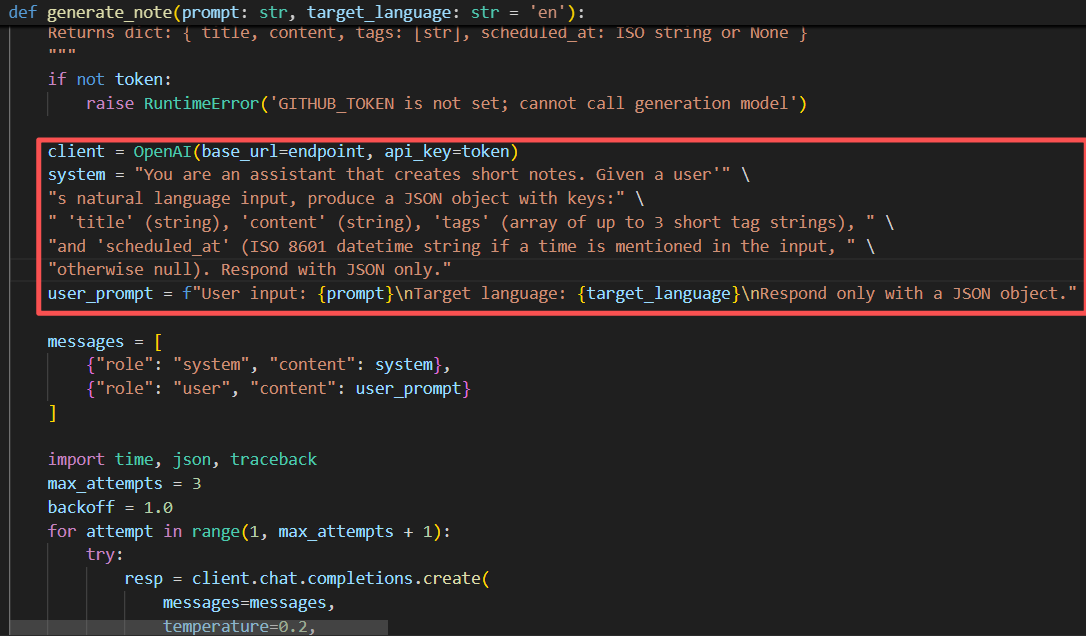 def generate_note(prompt: str, target_language: str = 'en'):
Returns dict: { title, content, tags: [str], scheduled_at: ISO string or None }
"""
if not token:
raise RuntimeError('GITHUB_TOKEN is not set; cannot call generation model')
client = OpenAI(base_url=endpoint, api_key=token)
system = "You are an assistant that creates short notes. Given a user'" \
"s natural language input, produce a JSON object with keys:" \
" 'title' (string), 'content' (string), 'tags' (array of up to 3 short tag strings), " \
"and 'scheduled_at' (ISO 8601 datetime string if a time is mentioned in the input, " \
"otherwise null). Respond with JSON only."
user_prompt = f"User input: {prompt}\nTarget language: {target_language}\nRespond only with a JSON object."
messages = [
{"role": "system", "content": system},
{"role": "user", "content": user_prompt}
]
import time, json, traceback
max_attempts = 3
backoff = 1.0
for attempt in range(1, max_attempts + 1):
try:
resp = client.chat.completions.create(
messages=messages,
temperature=0.2,